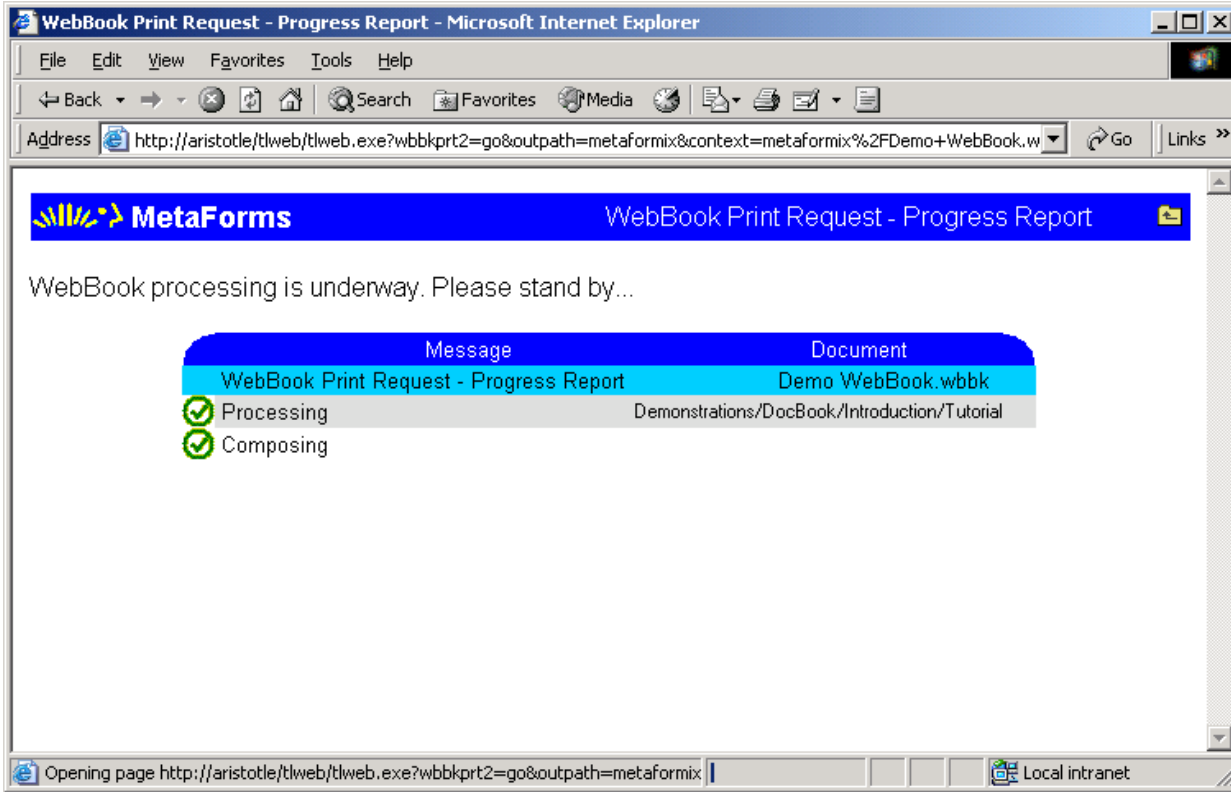 WebBook Print Request - Progress Report - Microsoft Internet Explorer
File Edit View Favorites Tools Help
Back Search Favorites Media
Address http://aristotle/tlweb/tlweb.exe?wbbkprt2=go&outpath=metaformix&context=metaformix%2FDemo+WebBook.w Go Links »
MetaForms WebBook Print Request - Progress Report
WebBook processing is underway. Please stand by...
Message Document
WebBook Print Request - Progress Report Demo WebBook.wbbk
Processing Demonstrations/DocBook/Introduction/Tutorial
Composing
Opening page http://aristotle/tlweb/tlweb.exe?wbbkprt2=go&outpath=metaformix Local intranet